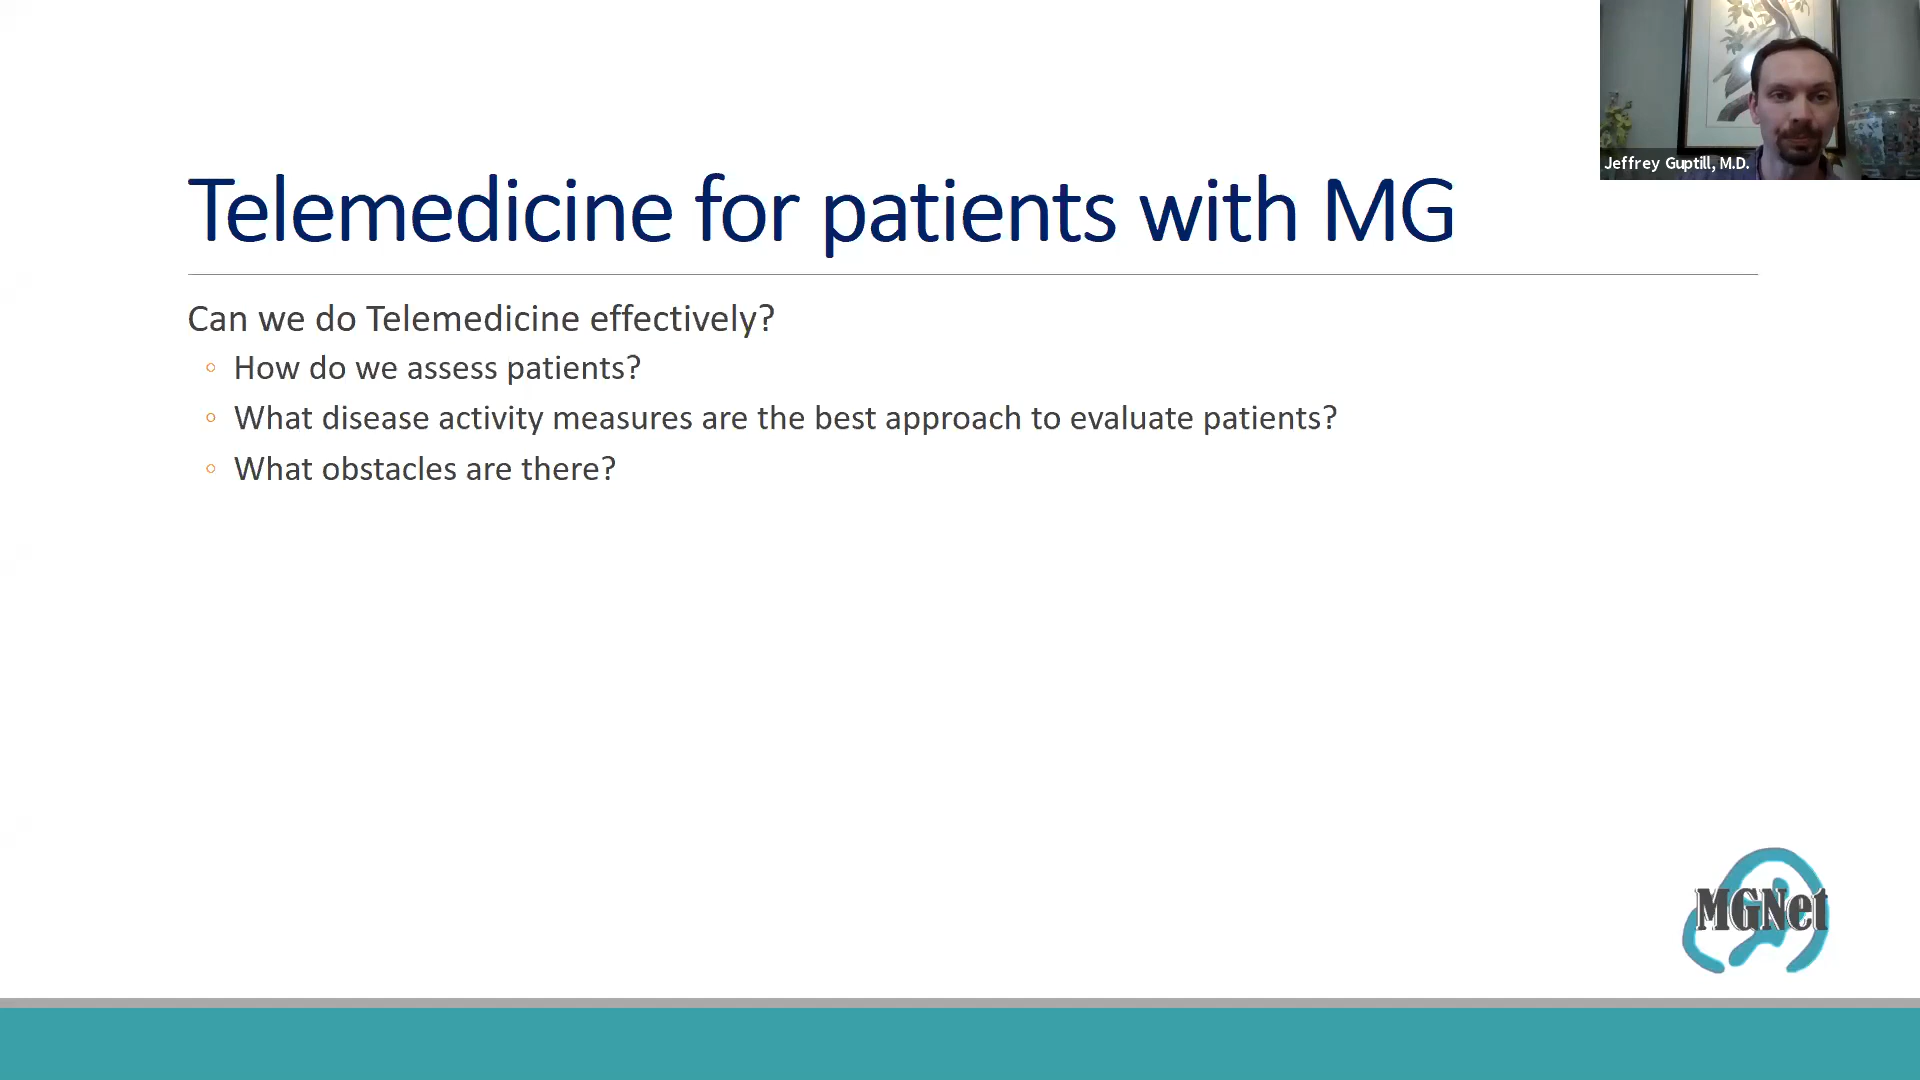 Telemedicine for patients with MG
Can we do Telemedicine effectively?
How do we assess patients?
What disease activity measures are the best approach to evaluate patients?
What obstacles are there?
Jeffrey Guptill, M.D.
MGNet